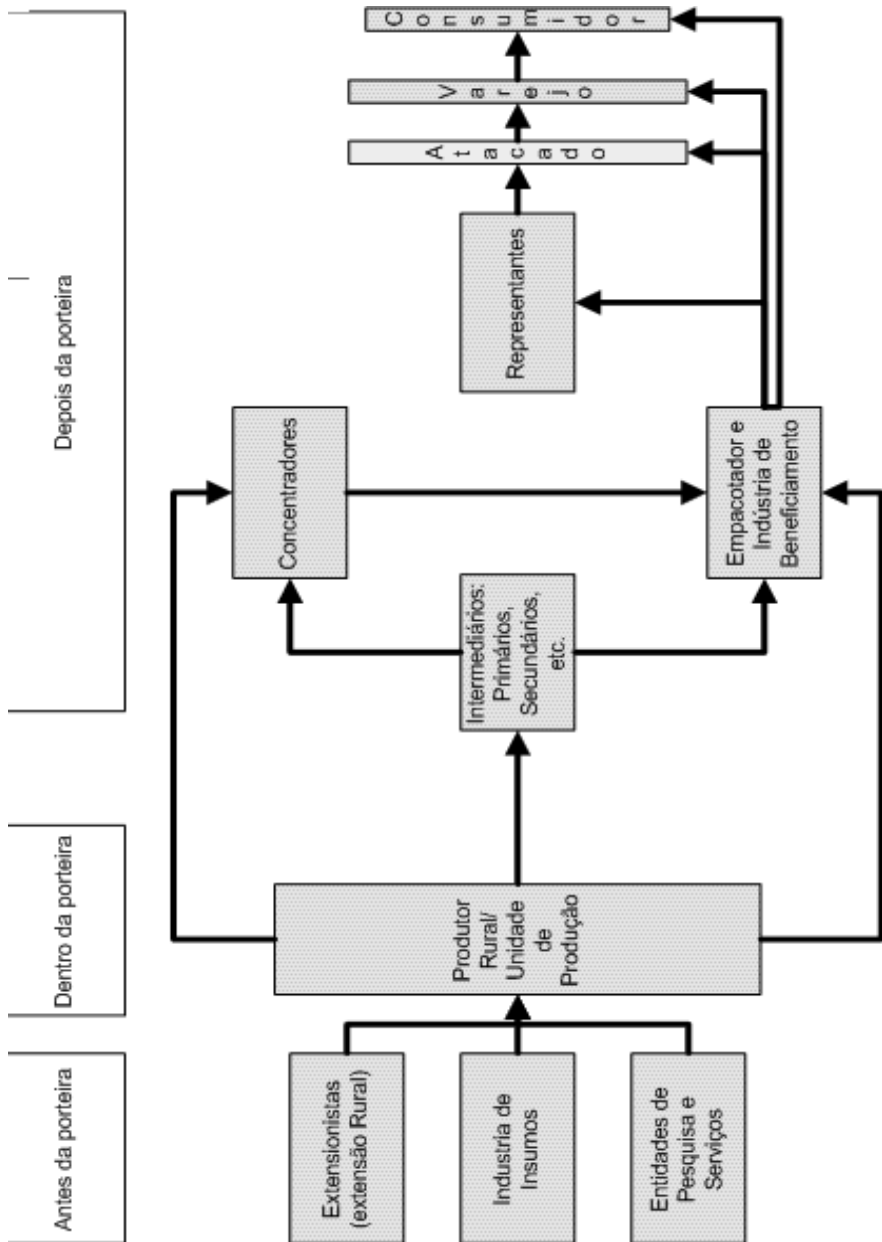 Antes da porteira
Dentro da porteira
Depois da porteira
Extensionistas
(extensão Rural)
Industria de
Insumos
Entidades de
Pesquisa e
Serviços
Produtor
Rural/
Unidade
de
Produção
Intermediários:
Primários,
Secundários,
etc.
Concentradores
Empacotador e
Indústria de
Beneficiamento
Representantes
Atacado
Varejo
Consumidor